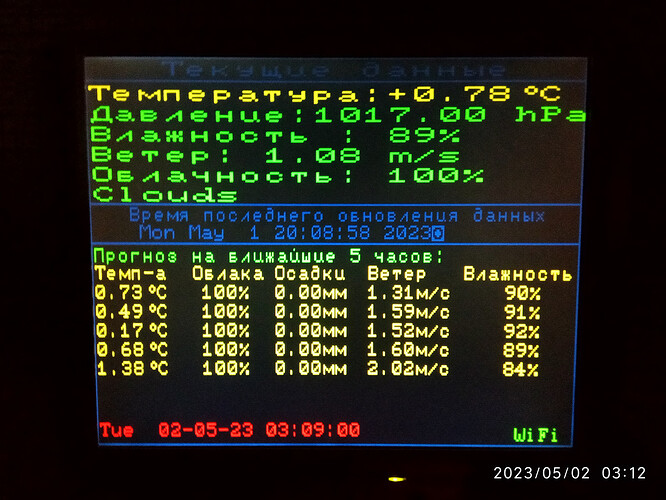 Текущие данные
Температура:+0.78 °C
Давление:1017.00 hPa
Влажность : 89%
Ветер: 1.08 m/s
Облачность: 100%
Clouds
Время последнего обновления данных
Mon May 1 20:08:58 2023
Прогноз на ближайшие 5 часов:
Темп-а Облака Осадки Ветер Влажность
0.73 °C 100% 0.00мм 1.31м/с 90%
0.49 °C 100% 0.00мм 1.59м/с 91%
0.17 °C 100% 0.00мм 1.52м/с 92%
0.68 °C 100% 0.00мм 1.60м/с 89%
1.38 °C 100% 0.00мм 2.02м/с 84%
Tue 02-05-23 03:09:00 WiFi
2023/05/02 03:12